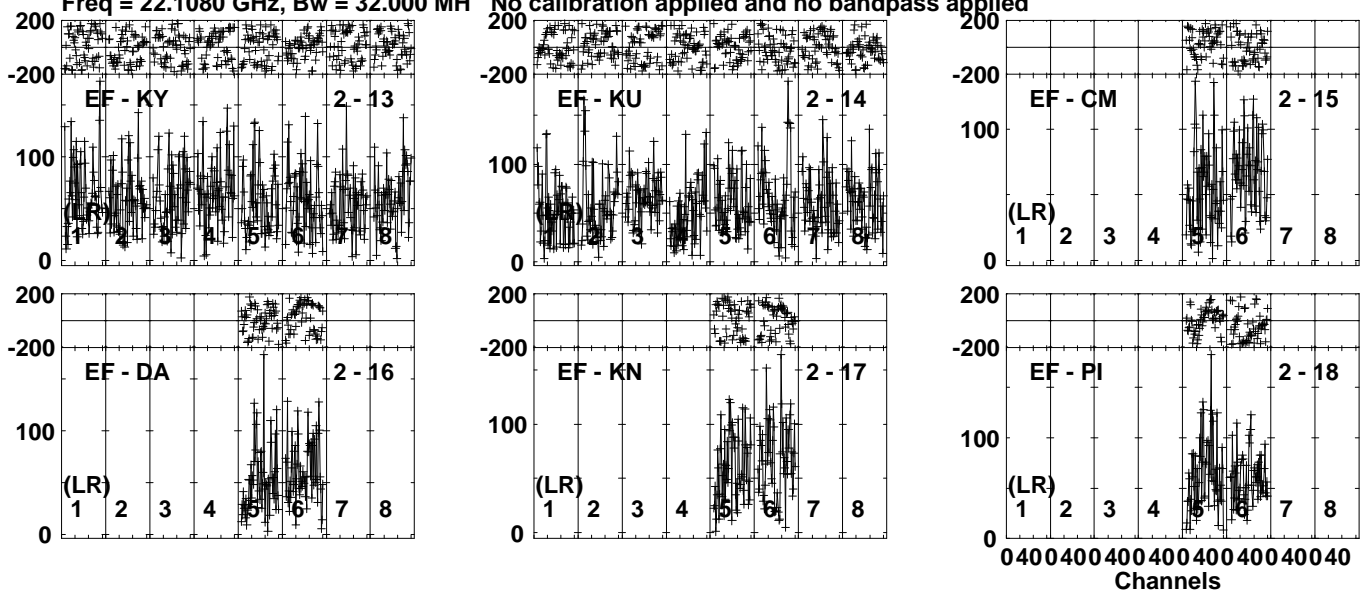 Freq = 22.1080 GHz, Bw = 32.000 MH No calibration applied and no bandpass applied
200 200 200
-200 -200 -200
EF - KY 2 - 13 EF - KU 2 - 14 EF - CM 2 - 15
100 100 100
(LR) (LR) (LR)
1 2 3 4 5 6 7 8 1 2 3 4 5 6 7 8 1 2 3 4 5 6 7 8
0 0 0
200 200 200
-200 -200 -200
EF - DA 2 - 16 EF - KN 2 - 17 EF - PI 2 - 18
100 100 100
(LR) (LR) (LR)
1 2 3 4 5 6 7 8 1 2 3 4 5 6 7 8 1 2 3 4 5 6 7 8
0 0 0
0 40 0 40 0 40 0 40 0 40 0 40 0 40 0 40
Channels